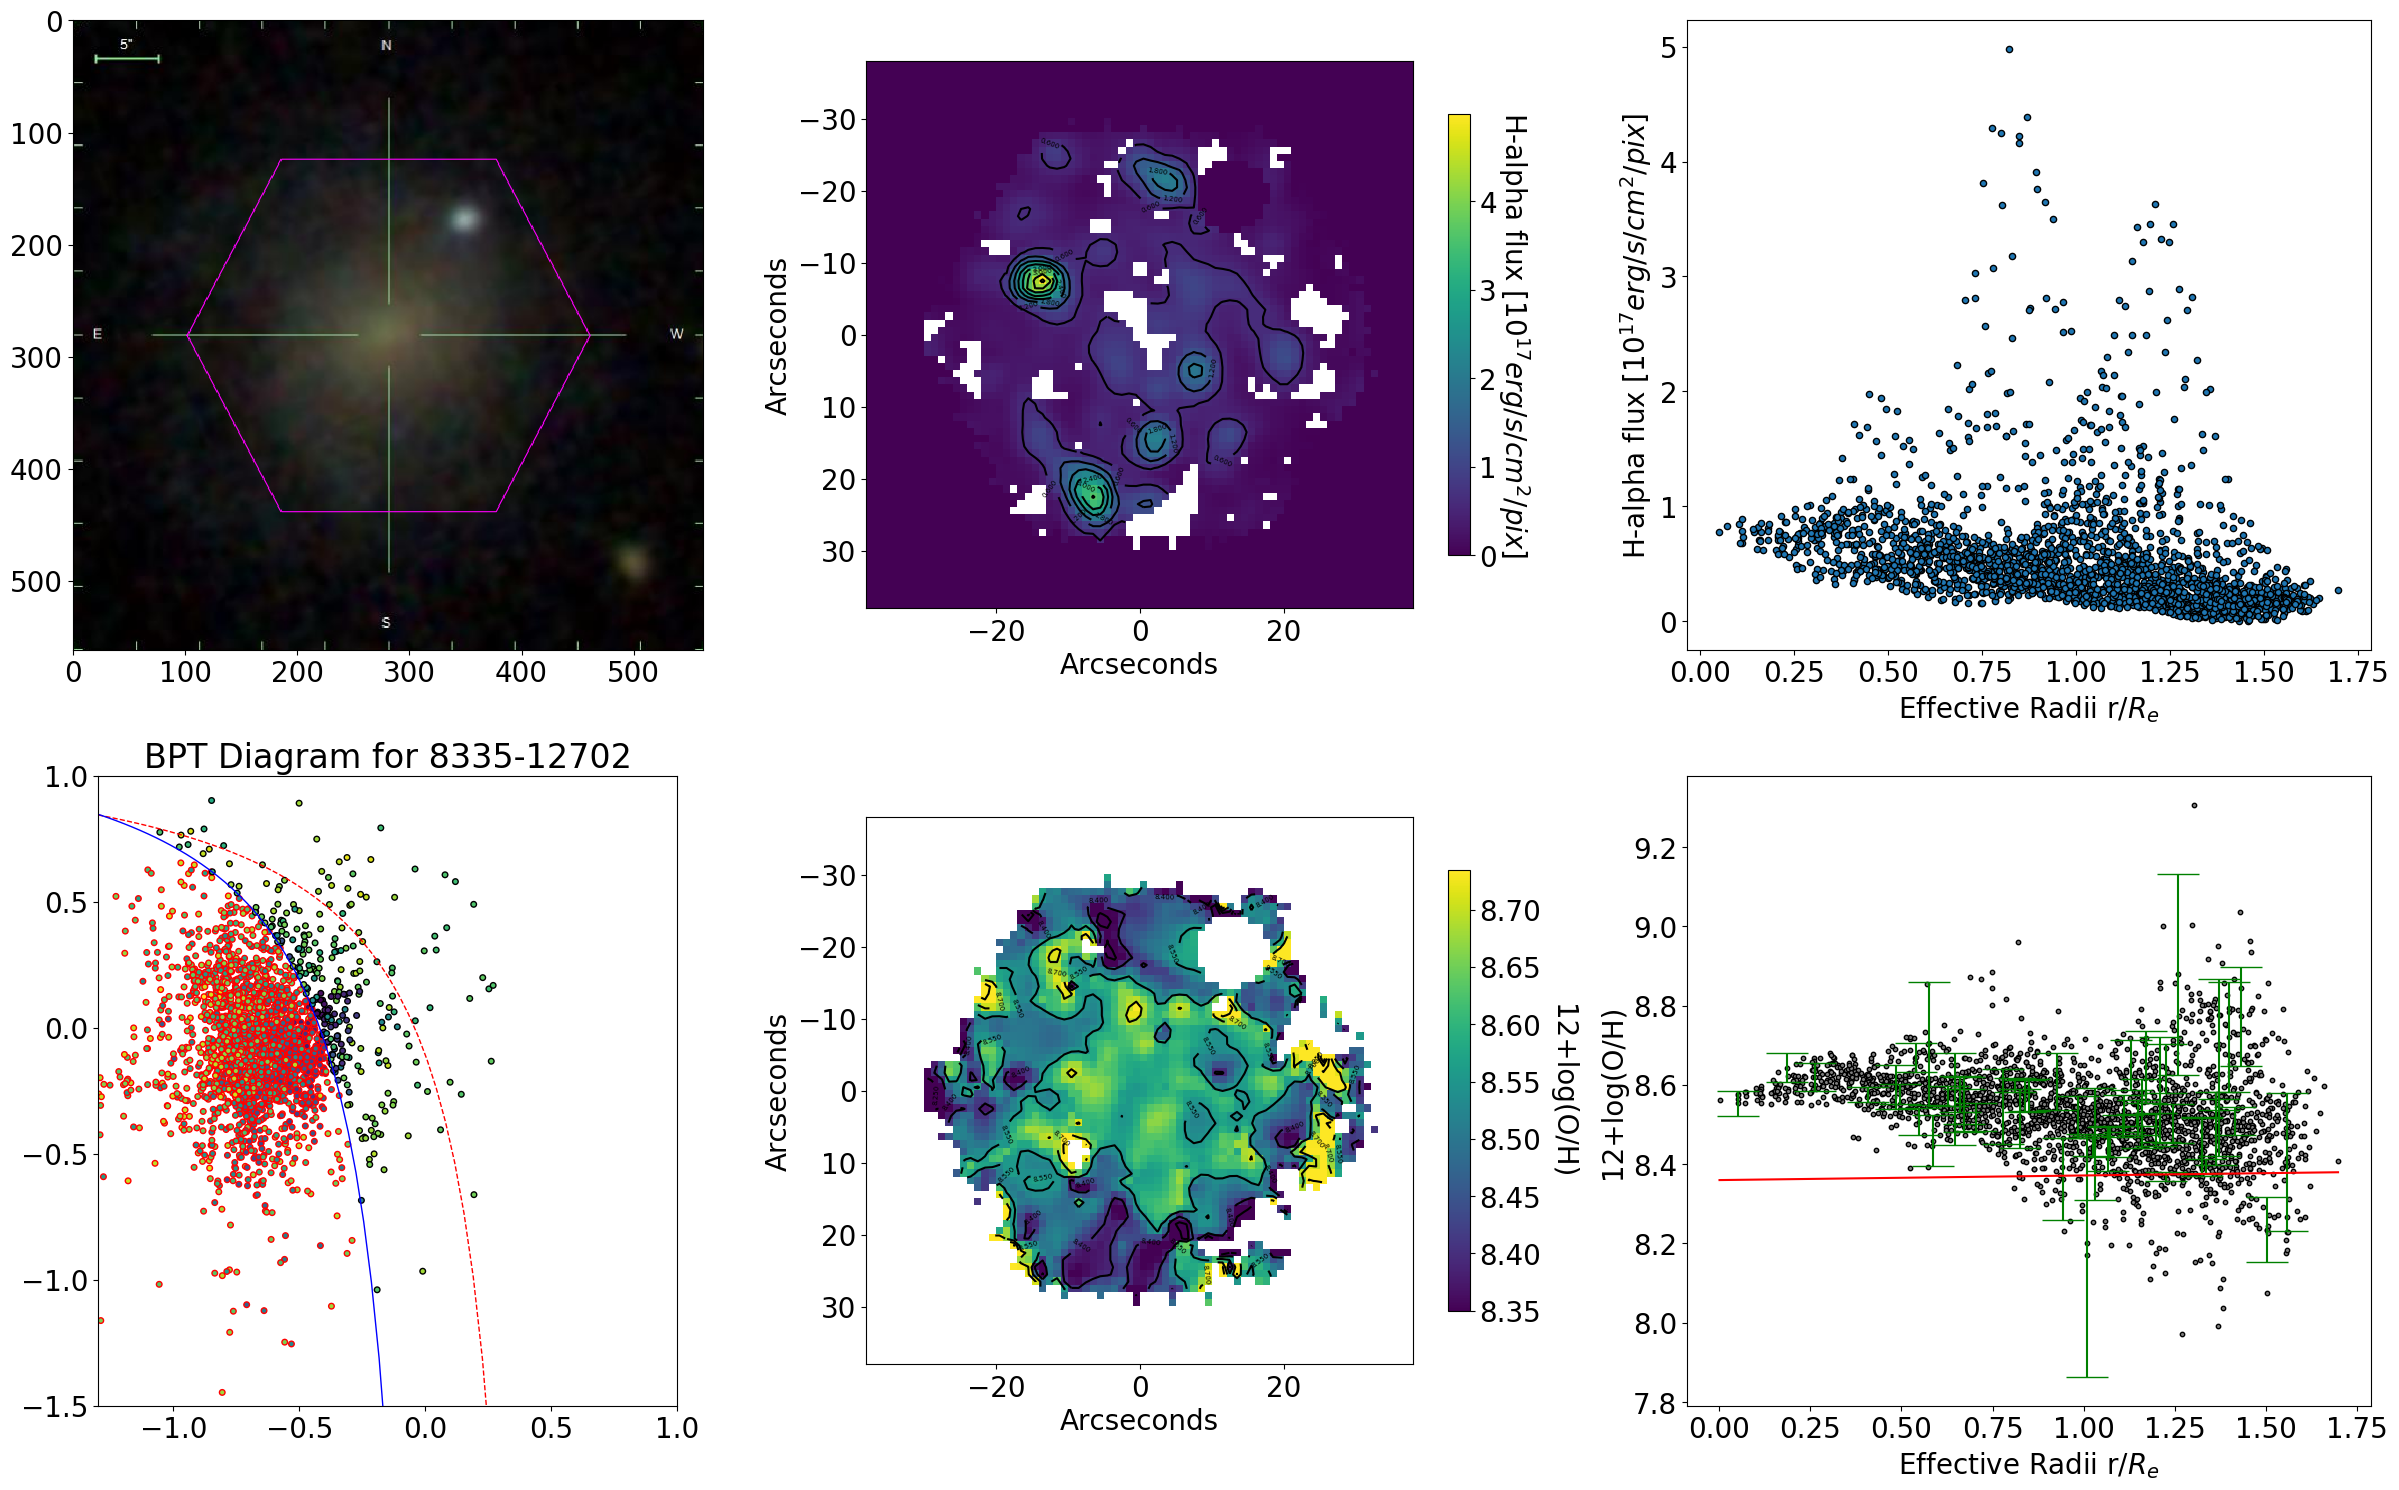 0
100
200
300
400
500
5"
N
E
W
S
0 100 200 300 400 500
−30
−20
−10
0
10
20
30
Arcseconds
−20 0 20
Arcseconds
4
3
2
1
0
H-alpha flux [10^17 erg/s/cm^2/pix]
5
4
3
2
1
0
H-alpha flux [10^17 erg/s/cm^2/pix]
0.00 0.25 0.50 0.75 1.00 1.25 1.50 1.75
Effective Radii r/R_e
BPT Diagram for 8335-12702
1.0
0.5
0.0
−0.5
−1.0
−1.5
−1.0 −0.5 0.0 0.5 1.0
−30
−20
−10
0
10
20
30
Arcseconds
−20 0 20
Arcseconds
8.70
8.65
8.60
8.55
8.50
8.45
8.40
8.35
12+log(O/H)
9.2
9.0
8.8
8.6
8.4
8.2
8.0
7.8
12+log(O/H)
0.00 0.25 0.50 0.75 1.00 1.25 1.50 1.75
Effective Radii r/R_e